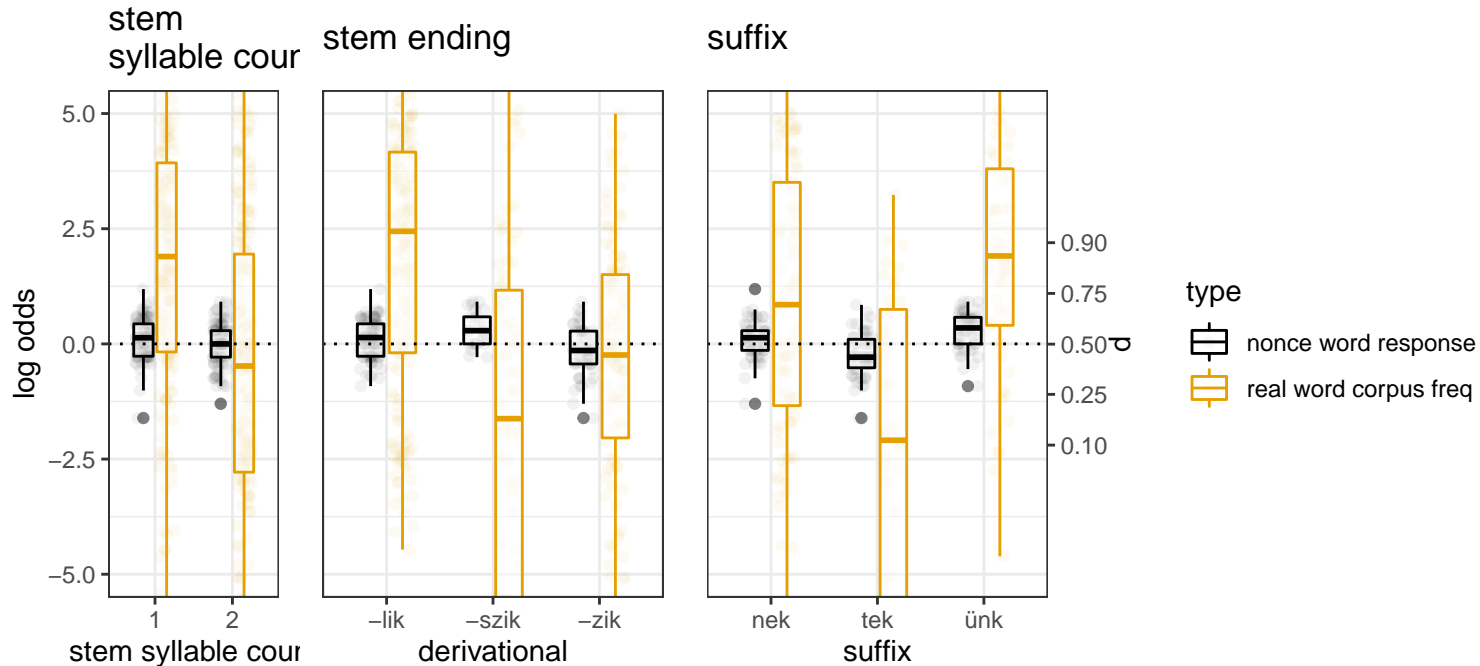 stem
syllable coun
stem ending
suffix
5.0
2.5
0.0
−2.5
−5.0
log odds
1
2
stem syllable coun
−lik
−szik
−zik
derivational
nek
tek
ünk
suffix
0.90
0.75
0.50
0.25
0.10
p
type
nonce word response
real word corpus freq